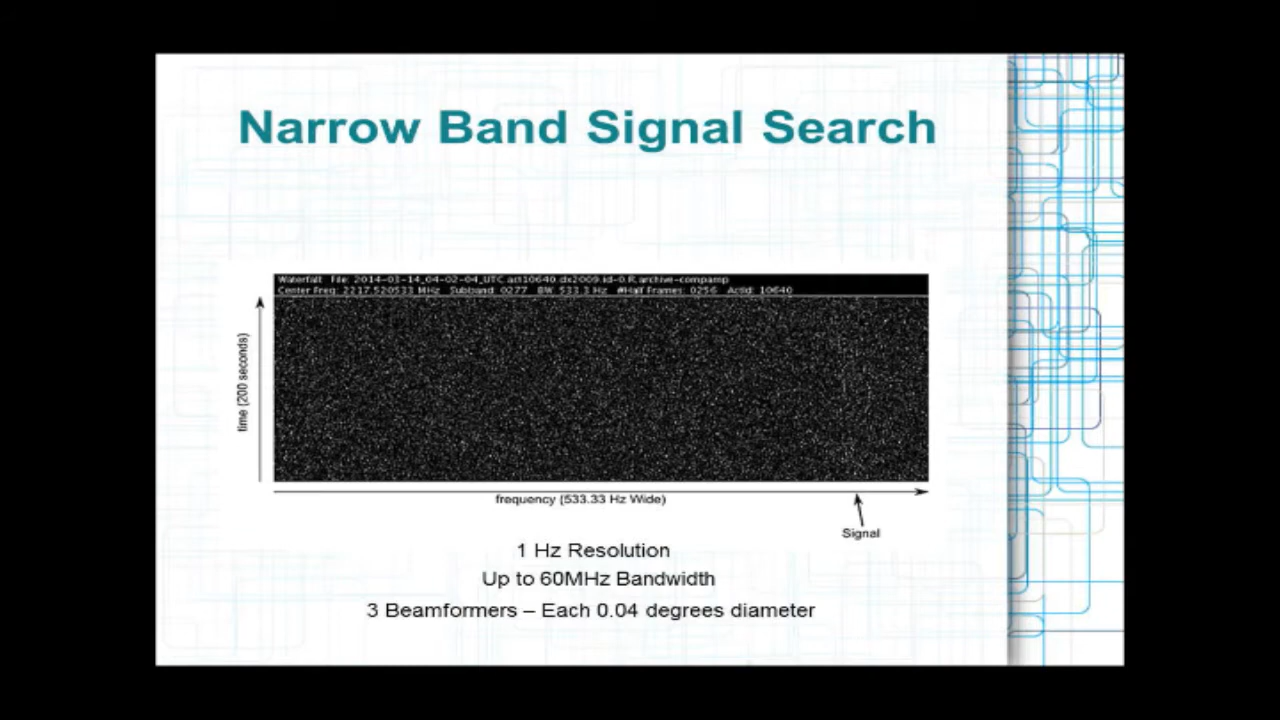 Narrow Band Signal Search
Waterfall File: 2014-03-14_04-02-04_UTC.act10640.dx2009.id-0.R.archive-compamp
Center Freq: 2217.520533 MHz Subband: 0277 BW: 533.3 Hz #Half Frames: 0256 ActId: 10640
time (200 seconds)
frequency (533.33 Hz Wide)
Signal
1 Hz Resolution
Up to 60MHz Bandwidth
3 Beamformers – Each 0.04 degrees diameter